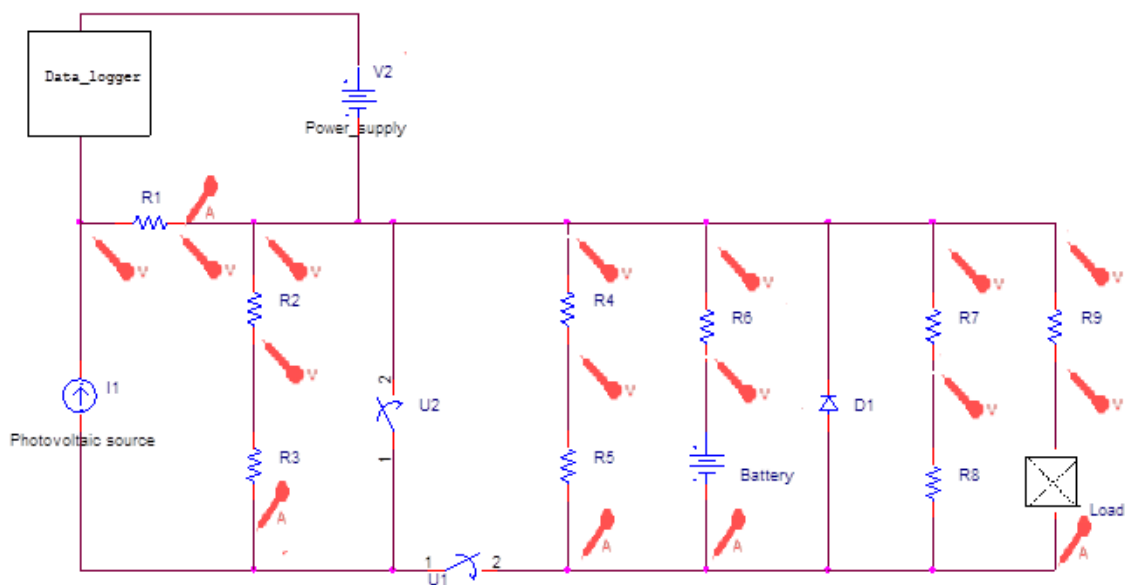 Data_logger
V2
Power_supply
R1
A
V
V
V
V
V
V
V
R2
R4
R6
R7
R9
V
V
V
V
V
I1
2
U2
D1
Photovoltaic source
1
R3
R5
Battery
R8
Load
A
A
A
A
1
2
U1